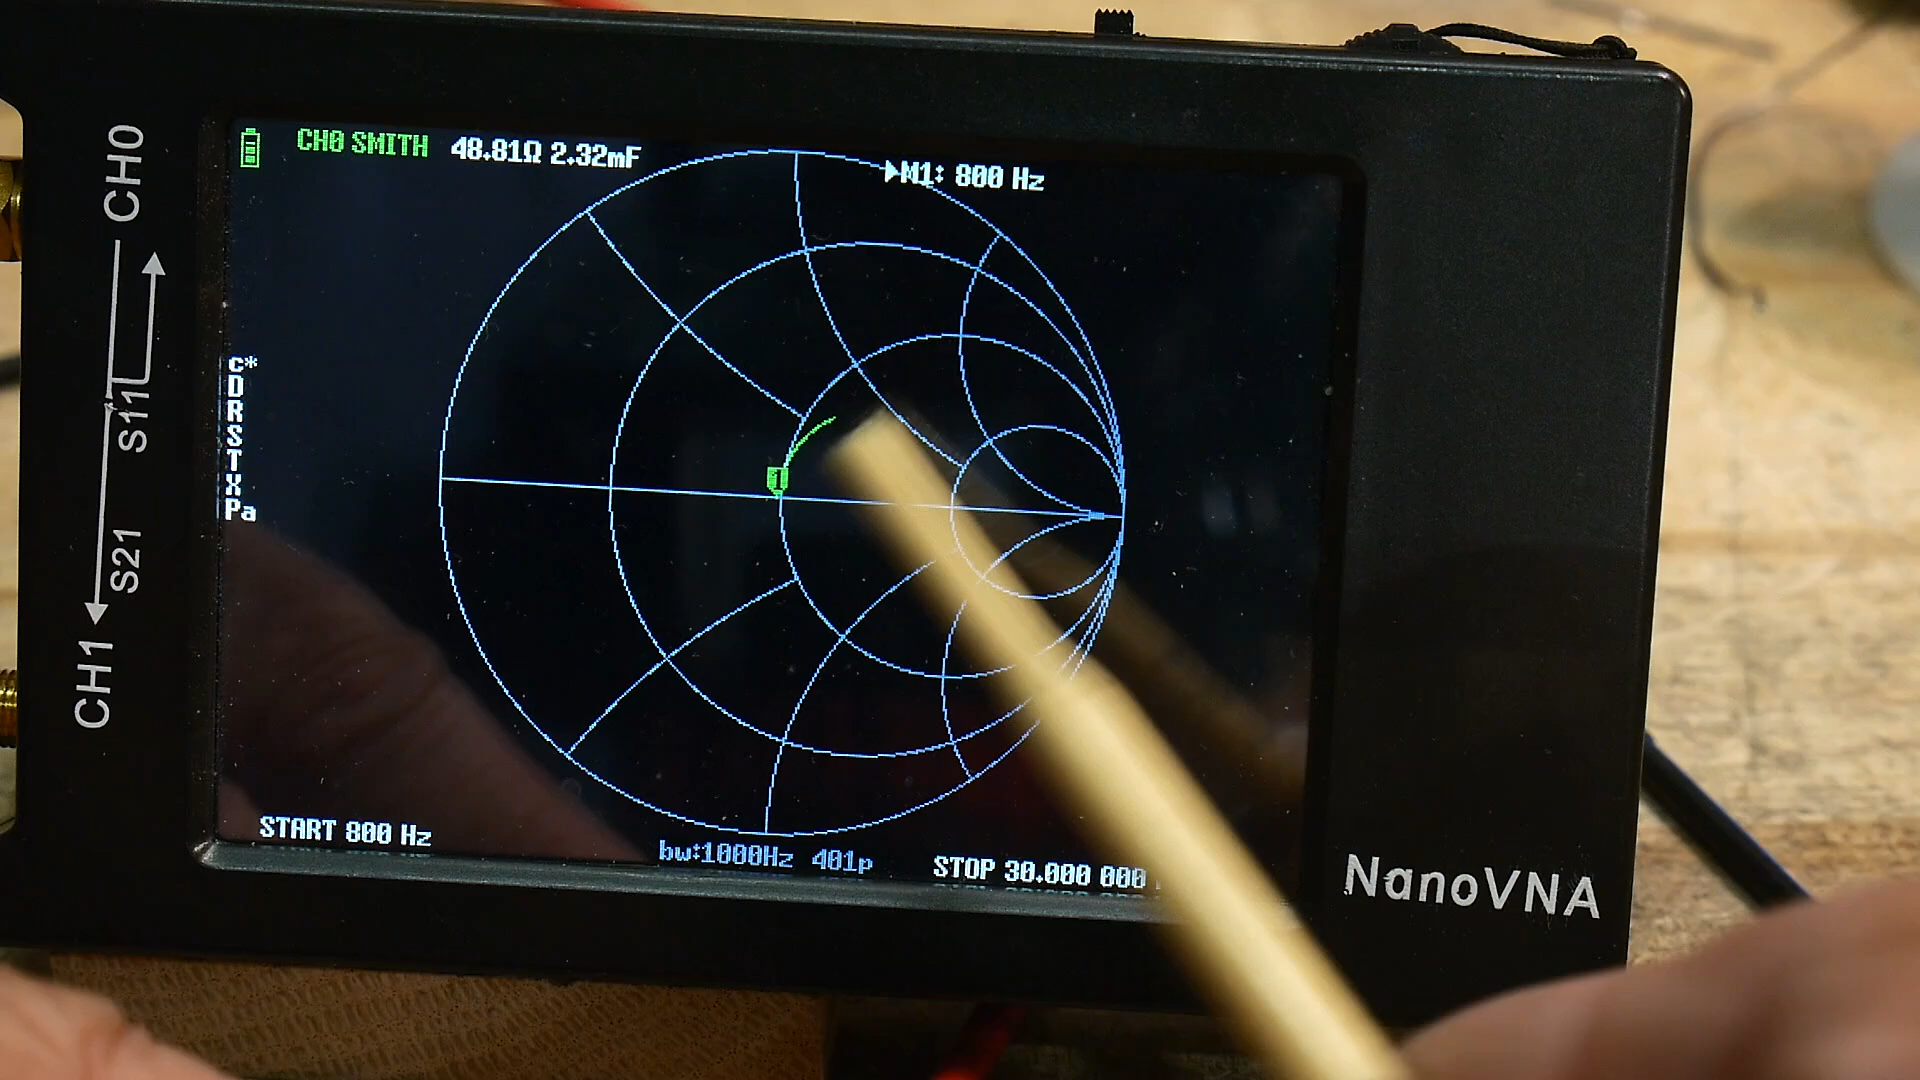 CH0 SMITH 48.81Ω 2.32mF
M1: 800 Hz
CH0
S11
S21
CH1
c*
D
R
S
T
X
Pa
1
START 800 Hz
bw:1000Hz 401p
STOP 30.000 000
NanoVNA